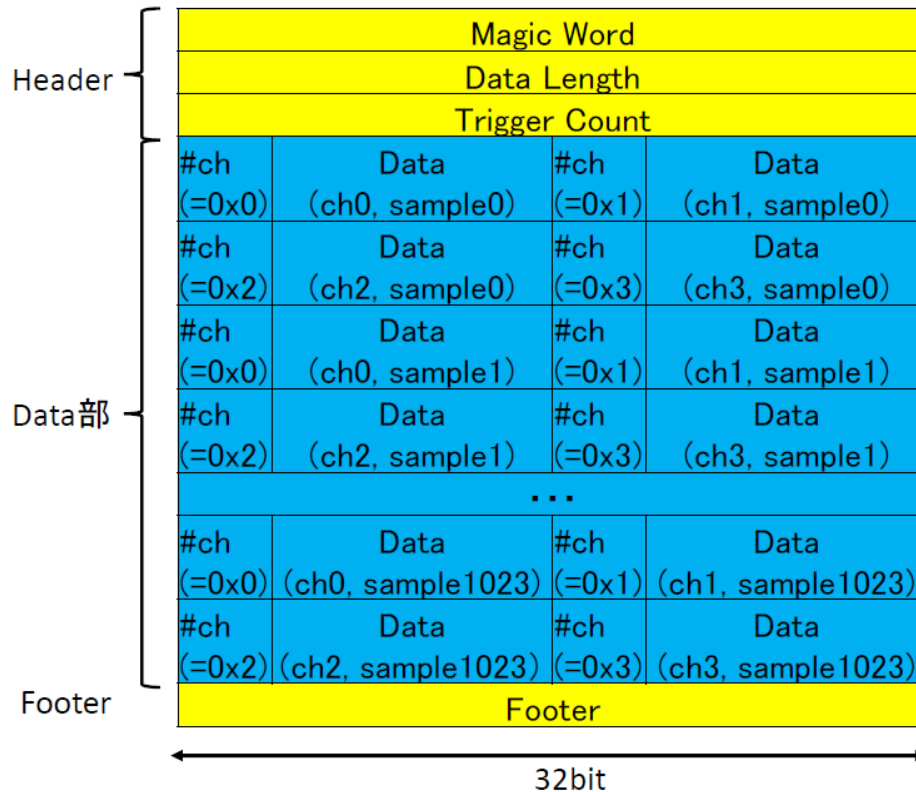 Header
Magic Word
Data Length
Trigger Count
Data部
#ch Data #ch Data
(=0x0) (ch0, sample0) (=0x1) (ch1, sample0)
#ch Data #ch Data
(=0x2) (ch2, sample0) (=0x3) (ch3, sample0)
#ch Data #ch Data
(=0x0) (ch0, sample1) (=0x1) (ch1, sample1)
#ch Data #ch Data
(=0x2) (ch2, sample1) (=0x3) (ch3, sample1)
...
#ch Data #ch Data
(=0x0) (ch0, sample1023) (=0x1) (ch1, sample1023)
#ch Data #ch Data
(=0x2) (ch2, sample1023) (=0x3) (ch3, sample1023)
Footer
Footer
32bit